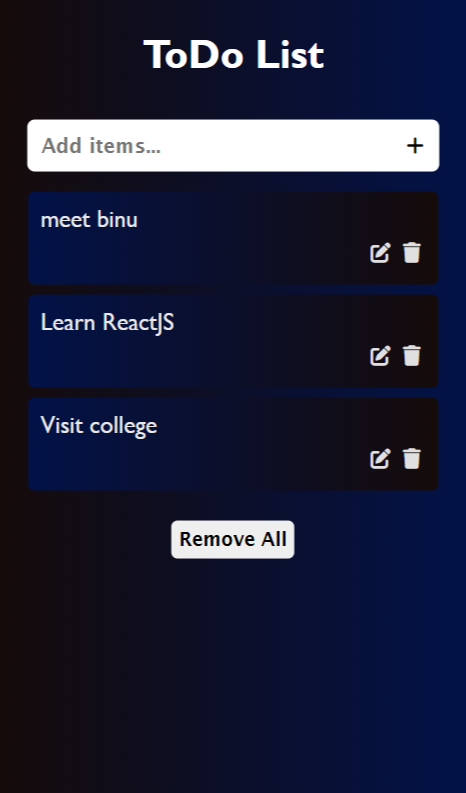 ToDo List
Add items...
meet binu
Learn ReactJS
Visit college
Remove All